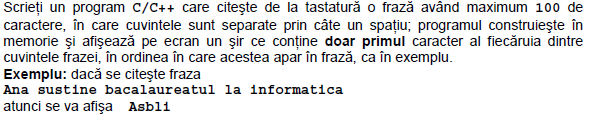 Scrieţi un program C/C++ care citeşte de la tastatură o frază având maximum 100 de
caractere, în care cuvintele sunt separate prin câte un spaţiu; programul construieşte în
memorie şi afişează pe ecran un şir ce conţine doar primul caracter al fiecăruia dintre
cuvintele frazei, în ordinea în care acestea apar în frază, ca în exemplu.
Exemplu: dacă se citeşte fraza
Ana sustine bacalaureatul la informatica
atunci se va afişa Asbli